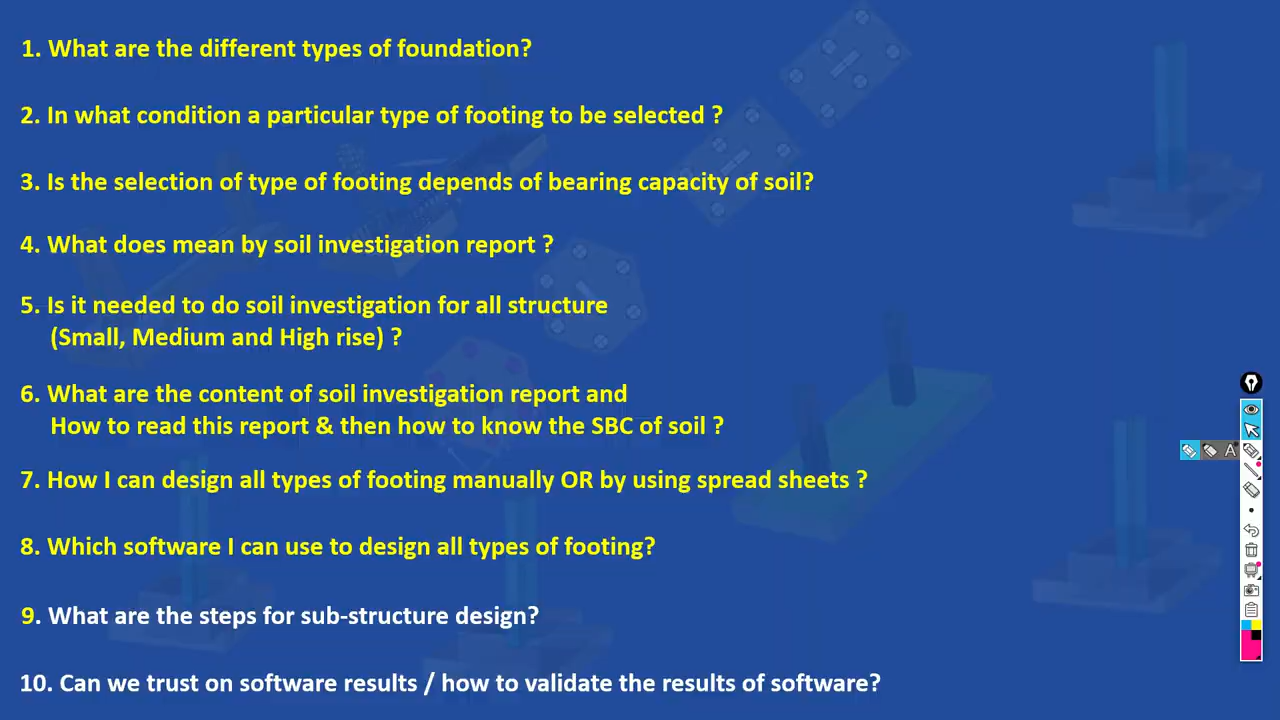 1. What are the different types of foundation?
2. In what condition a particular type of footing to be selected ?
3. Is the selection of type of footing depends of bearing capacity of soil?
4. What does mean by soil investigation report ?
5. Is it needed to do soil investigation for all structure
(Small, Medium and High rise) ?
6. What are the content of soil investigation report and
How to read this report & then how to know the SBC of soil ?
7. How I can design all types of footing manually OR by using spread sheets ?
8. Which software I can use to design all types of footing?
9. What are the steps for sub-structure design?
10. Can we trust on software results / how to validate the results of software?
A